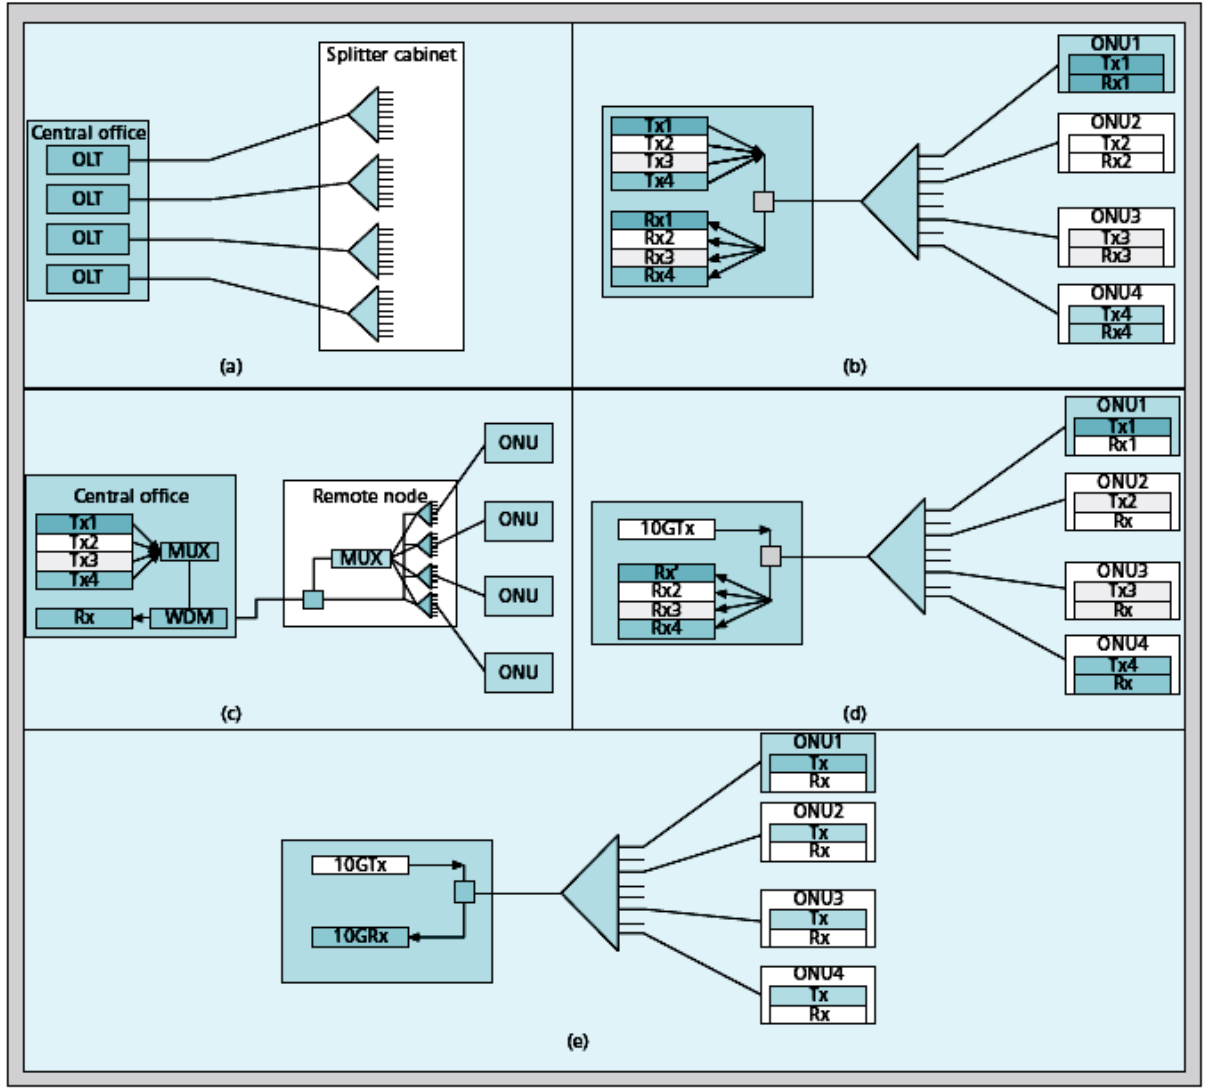 Splitter cabinet
Central office
OLT
OLT
OLT
OLT
(a)
Tx1
Tx2
Tx3
Tx4
Rx1
Rx2
Rx3
Rx4
ONU1
Tx1
Rx1
ONU2
Tx2
Rx2
ONU3
Tx3
Rx3
ONU4
Tx4
Rx4
(b)
Central office
Tx1
Tx2
Tx3
Tx4
MUX
Rx
WDM
Remote node
MUX
ONU
ONU
ONU
ONU
(c)
10GTx
Rx'
Rx2
Rx3
Rx4
ONU1
Tx1
Rx1
ONU2
Tx2
Rx
ONU3
Tx3
Rx
ONU4
Tx4
Rx
(d)
10GTx
10GRx
ONU1
Tx
Rx
ONU2
Tx
Rx
ONU3
Tx
Rx
ONU4
Tx
Rx
(e)